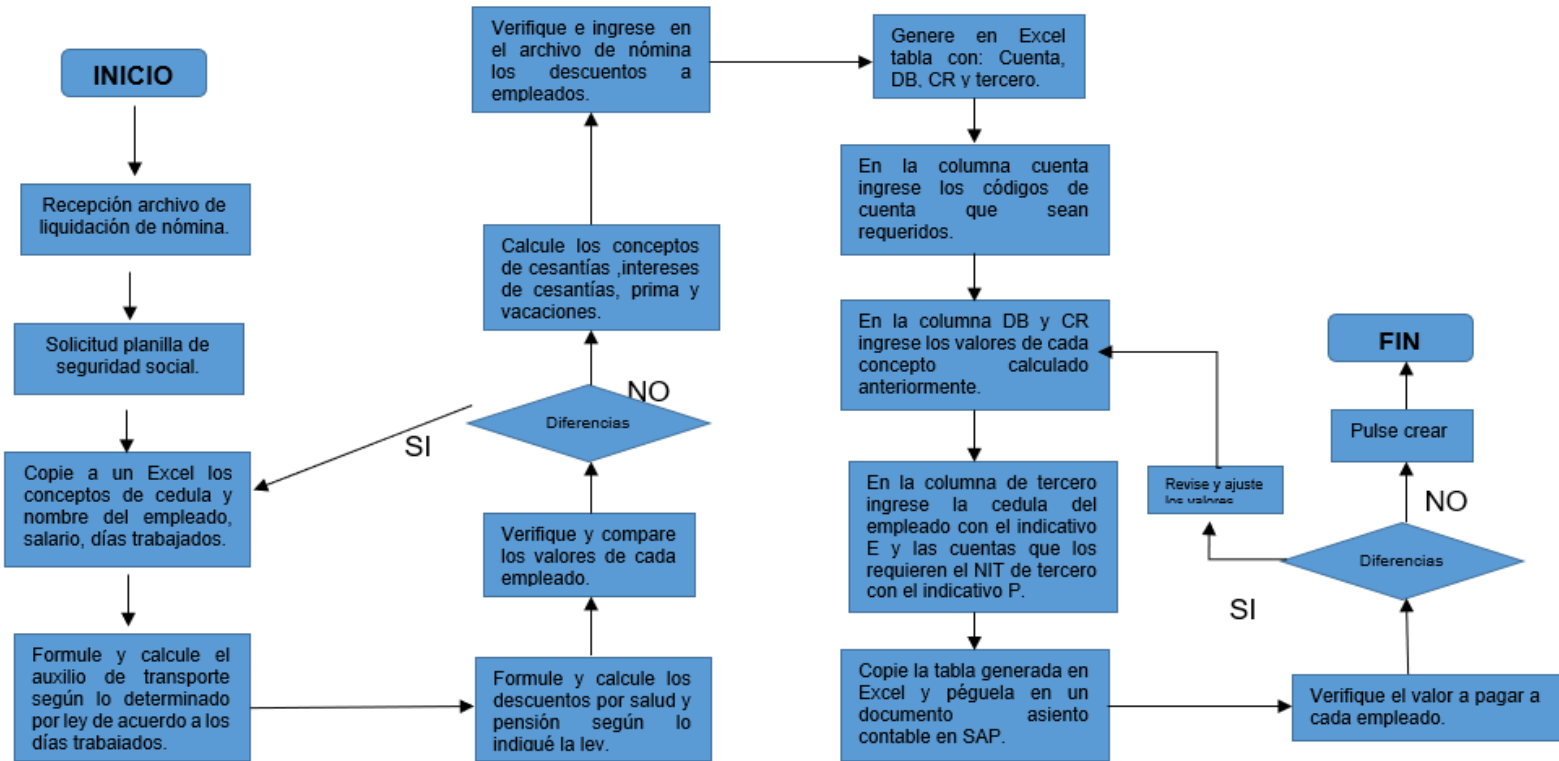 INICIO
Recepción archivo de
liquidación de nómina.
Solicitud planilla de
seguridad social.
Copie a un Excel los
conceptos de cedula y
nombre del empleado,
salario, días trabajados.
Formule y calcule el
auxilio de transporte
según lo determinado
por ley de acuerdo a los
días trabajados.
Formule y calcule los
descuentos por salud y
pensión según lo
indiqué la ley.
Verifique y compare
los valores de cada
empleado.
Diferencias
SI
NO
Calcule los conceptos
de cesantías ,intereses
de cesantías, prima y
vacaciones.
Verifique e ingrese en
el archivo de nómina
los descuentos a
empleados.
Genere en Excel
tabla con: Cuenta,
DB, CR y tercero.
En la columna cuenta
ingrese los códigos de
cuenta que sean
requeridos.
En la columna DB y CR
ingrese los valores de cada
concepto calculado
anteriormente.
En la columna de tercero
ingrese la cedula del
empleado con el indicativo
E y las cuentas que los
requieren el NIT de tercero
con el indicativo P.
Copie la tabla generada en
Excel y péguela en un
documento asiento
contable en SAP.
Verifique el valor a pagar a
cada empleado.
Diferencias
SI
NO
Revise y ajuste
los valores
Pulse crear
FIN